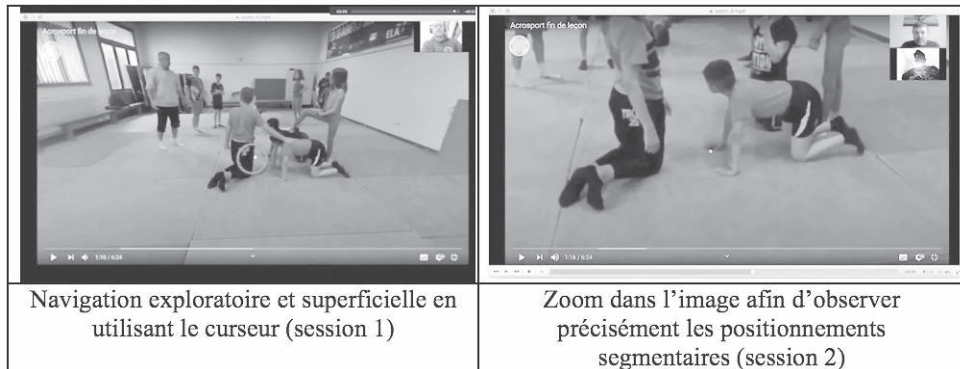 Acrosport fin de leçon
1:16 / 6:24
Acrosport fin de leçon
1:16 / 6:24
Navigation exploratoire et superficielle en
utilisant le curseur (session 1)
Zoom dans l’image afin d’observer
précisément les positionnements
segmentaires (session 2)